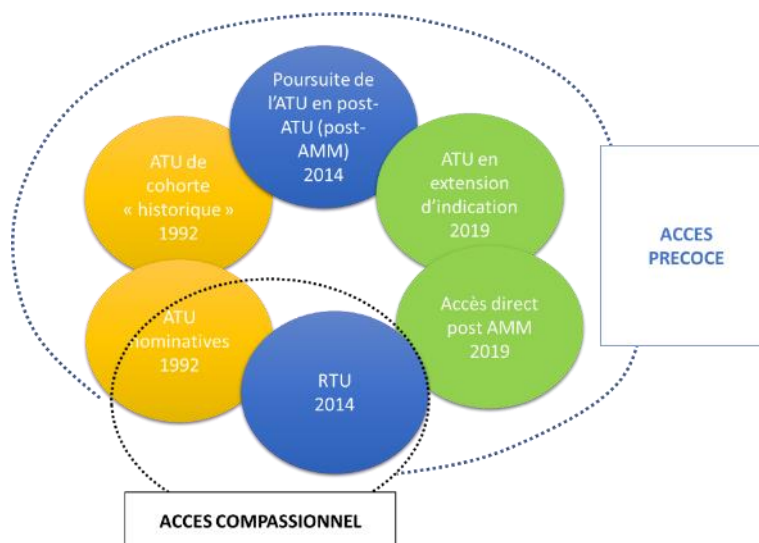 Poursuite de
l'ATU en post-
ATU (post-
AMM)
2014
ATU de
cohorte
« historique »
1992
ATU en
extension
d'indication
2019
ACCES
PRECOCE
ATU
nominatives
1992
Accès direct
post AMM
2019
RTU
2014
ACCES COMPASSIONNEL